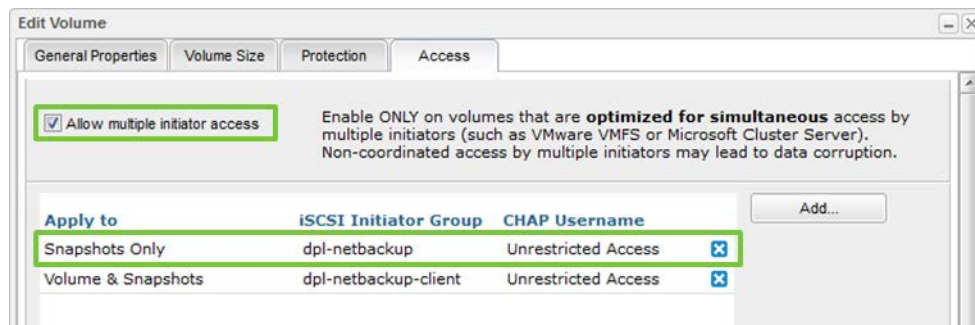 Edit Volume
General Properties Volume Size Protection Access
Allow multiple initiator access
Enable ONLY on volumes that are optimized for simultaneous access by
multiple initiators (such as VMware VMFS or Microsoft Cluster Server).
Non-coordinated access by multiple initiators may lead to data corruption.
Apply to iSCSI Initiator Group CHAP Username
Add...
Snapshots Only dpl-netbackup Unrestricted Access
Volume & Snapshots dpl-netbackup-client Unrestricted Access